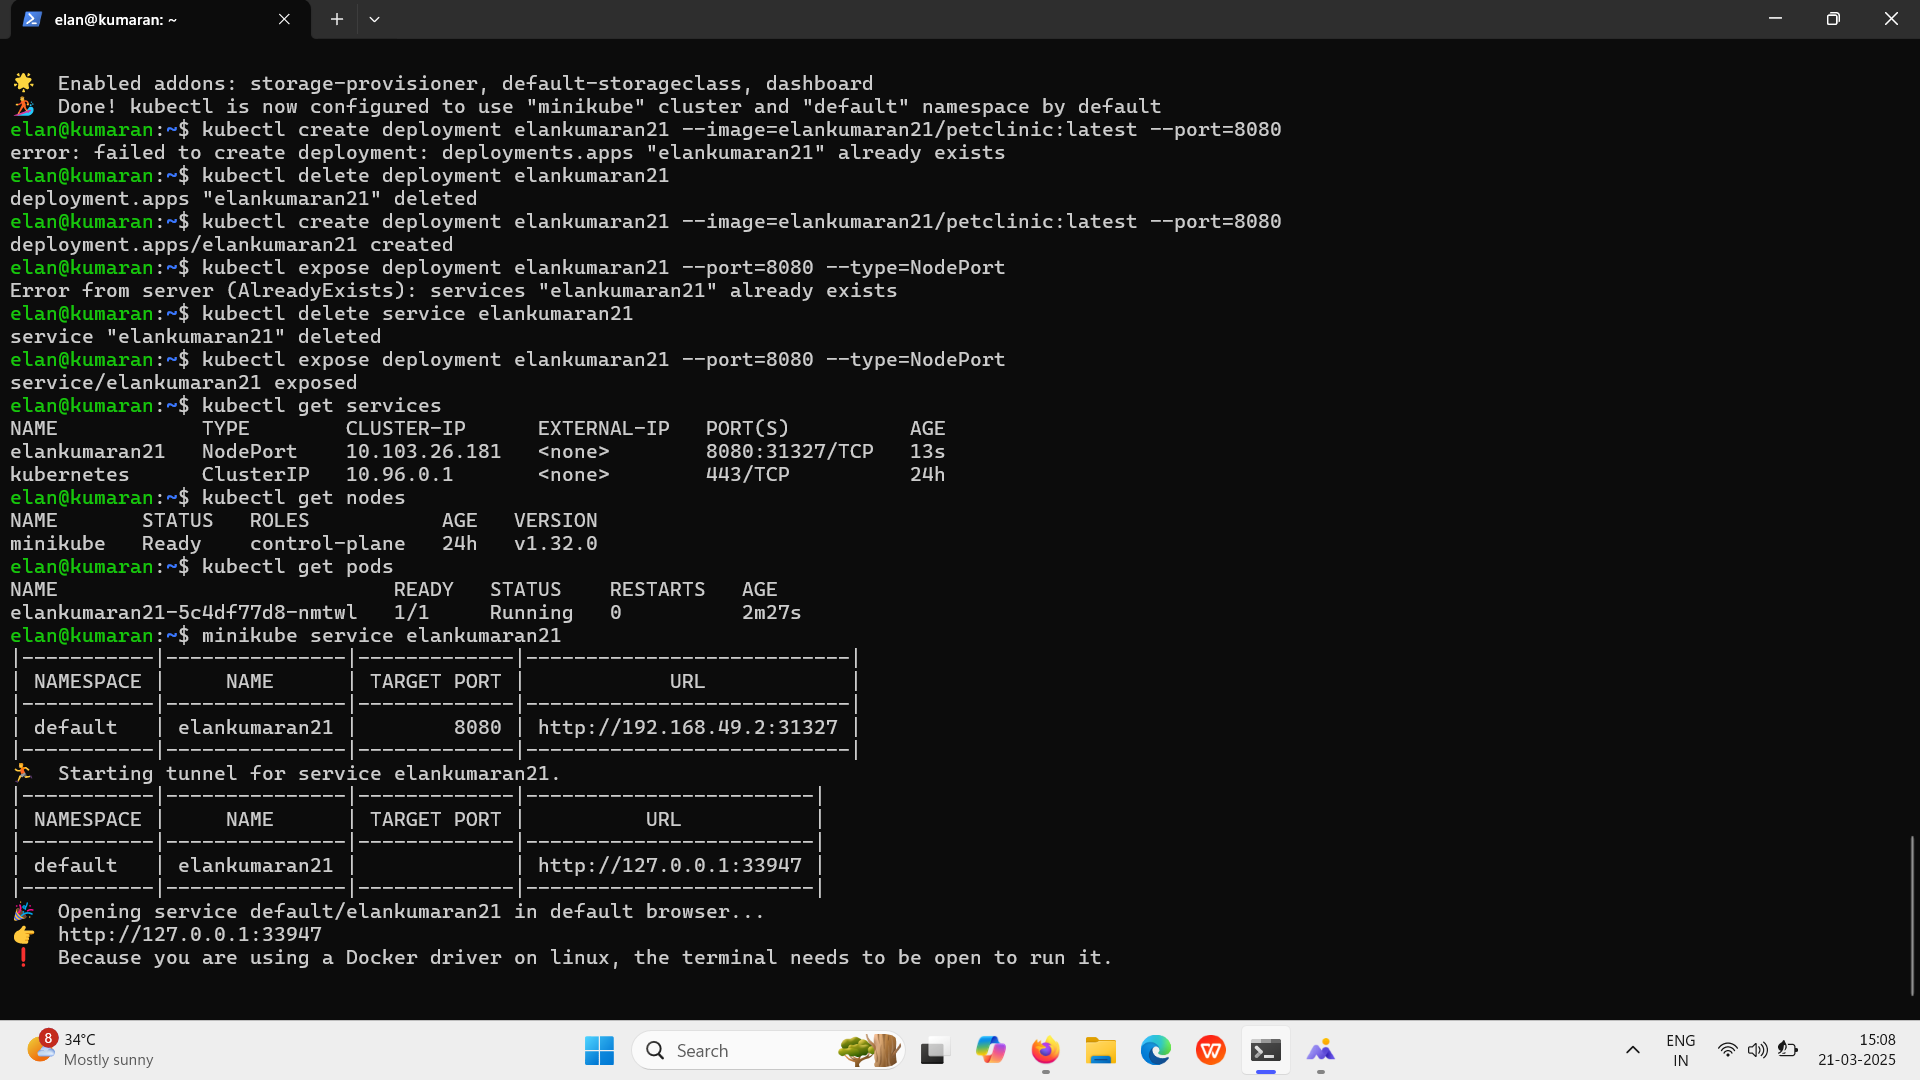 elan@kumaran: ~
Enabled addons: storage-provisioner, default-storageclass, dashboard
Done! kubectl is now configured to use "minikube" cluster and "default" namespace by default
elan@kumaran:~$ kubectl create deployment elankumaran21 --image=elankumaran21/petclinic:latest --port=8080
error: failed to create deployment: deployments.apps "elankumaran21" already exists
elan@kumaran:~$ kubectl delete deployment elankumaran21
deployment.apps "elankumaran21" deleted
elan@kumaran:~$ kubectl create deployment elankumaran21 --image=elankumaran21/petclinic:latest --port=8080
deployment.apps/elankumaran21 created
elan@kumaran:~$ kubectl expose deployment elankumaran21 --port=8080 --type=NodePort
Error from server (AlreadyExists): services "elankumaran21" already exists
elan@kumaran:~$ kubectl delete service elankumaran21
service "elankumaran21" deleted
elan@kumaran:~$ kubectl expose deployment elankumaran21 --port=8080 --type=NodePort
service/elankumaran21 exposed
elan@kumaran:~$ kubectl get services
NAME            TYPE        CLUSTER-IP      EXTERNAL-IP   PORT(S)          AGE
elankumaran21   NodePort    10.103.26.181   <none>        8080:31327/TCP   13s
kubernetes      ClusterIP   10.96.0.1       <none>        443/TCP          24h
elan@kumaran:~$ kubectl get nodes
NAME       STATUS   ROLES           AGE   VERSION
minikube   Ready    control-plane   24h   v1.32.0
elan@kumaran:~$ kubectl get pods
NAME                            READY   STATUS    RESTARTS   AGE
elankumaran21-5c4df77d8-nmtwl   1/1     Running   0          2m27s
elan@kumaran:~$ minikube service elankumaran21
|-----------|---------------|-------------|---------------------------|
| NAMESPACE |     NAME      | TARGET PORT |            URL            |
|-----------|---------------|-------------|---------------------------|
| default   | elankumaran21 |        8080 | http://192.168.49.2:31327 |
|-----------|---------------|-------------|---------------------------|
Starting tunnel for service elankumaran21.
|-----------|---------------|-------------|------------------------|
| NAMESPACE |     NAME      | TARGET PORT |          URL           |
|-----------|---------------|-------------|------------------------|
| default   | elankumaran21 |             | http://127.0.0.1:33947 |
|-----------|---------------|-------------|------------------------|
Opening service default/elankumaran21 in default browser...
http://127.0.0.1:33947
Because you are using a Docker driver on linux, the terminal needs to be open to run it.
8
34°C
Mostly sunny
Search
ENG
IN
15:08
21-03-2025